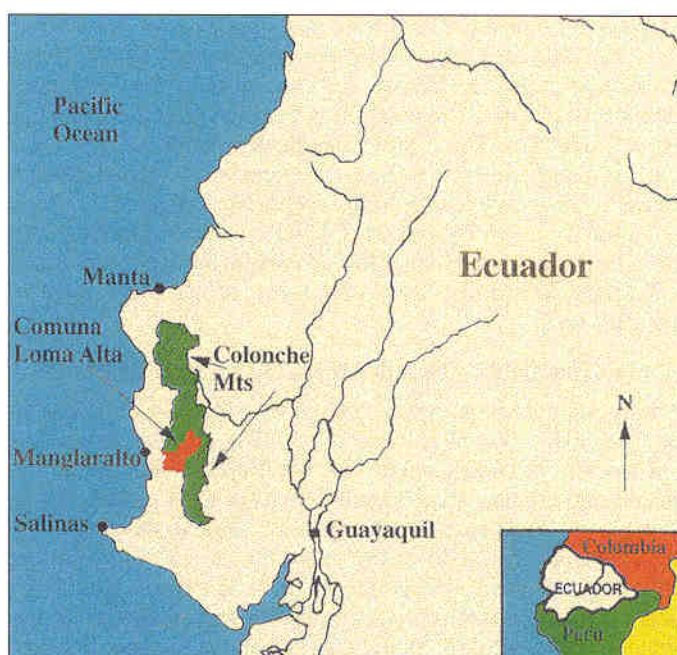 Pacific
Ocean
Ecuador
Manta
Comuna
Loma Alta
Colonche
Mts
N
Manglaralto
Salinas
Guayaquil
Colombia
ECUADOR
Peru